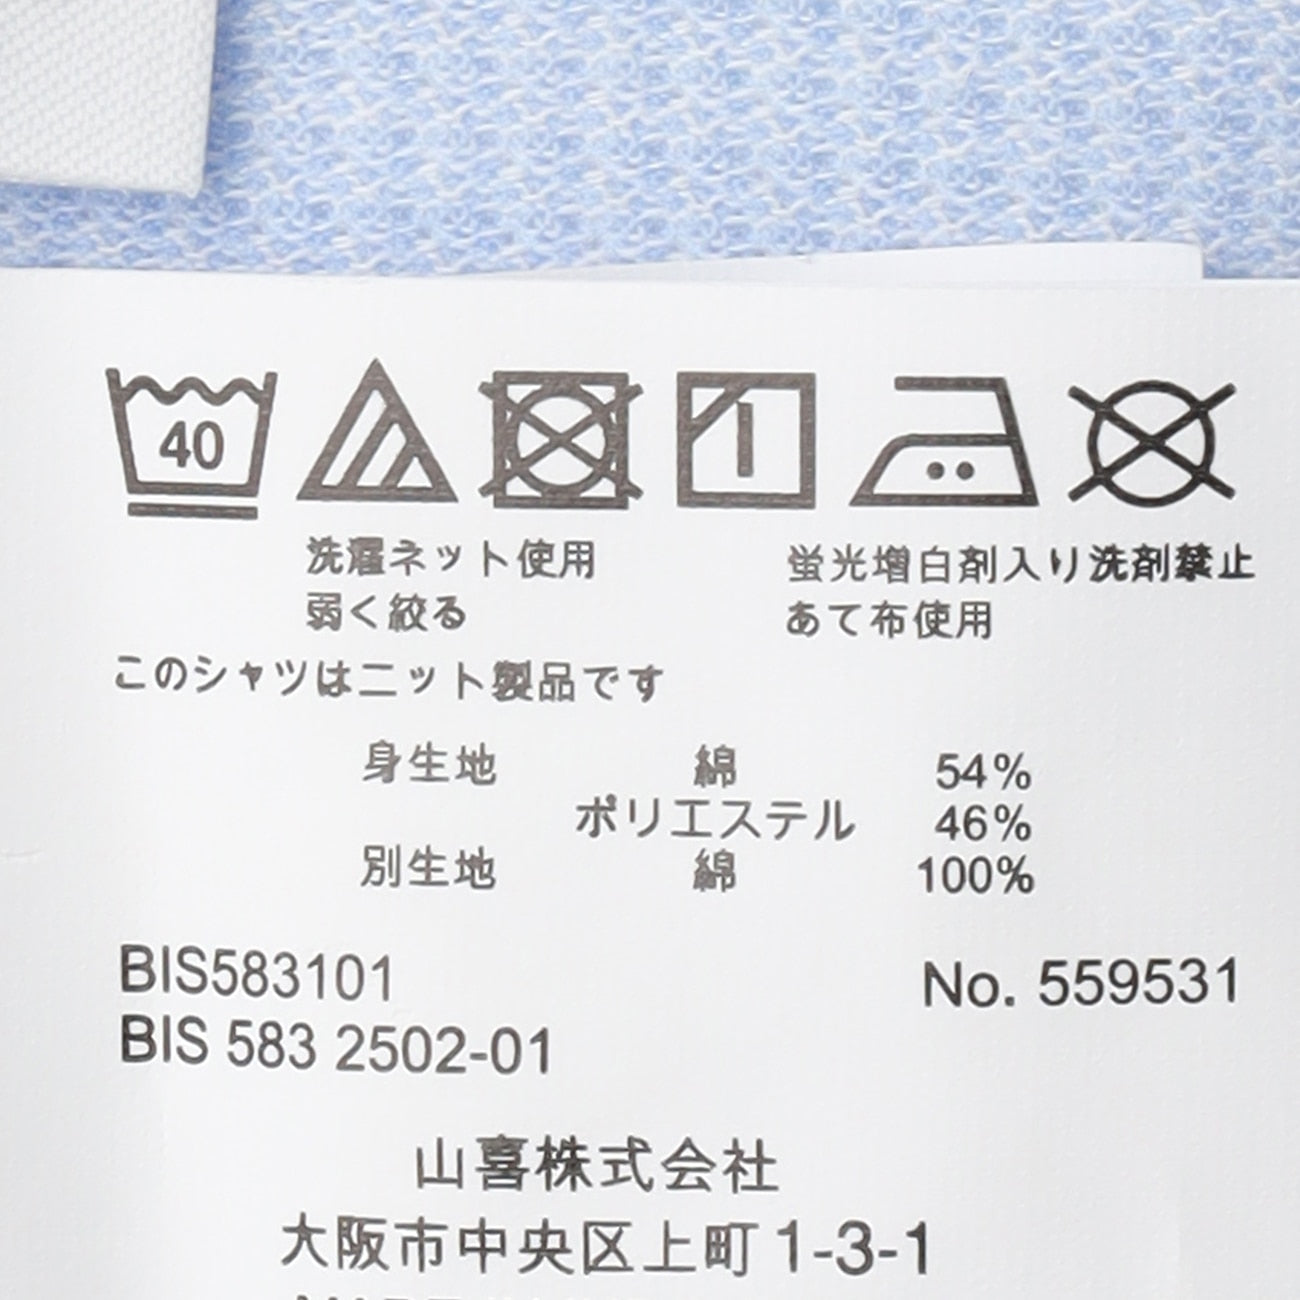 40
洗濯ネット使用
弱く絞る
蛍光増白剤入り洗剤禁止
あて布使用
このシャツはニット製品です
身生地 綿 54%
ポリエステル 46%
別生地 綿 100%
BIS583101
No. 559531
BIS 583 2502-01
山喜株式会社
大阪市中央区上町1-3-1